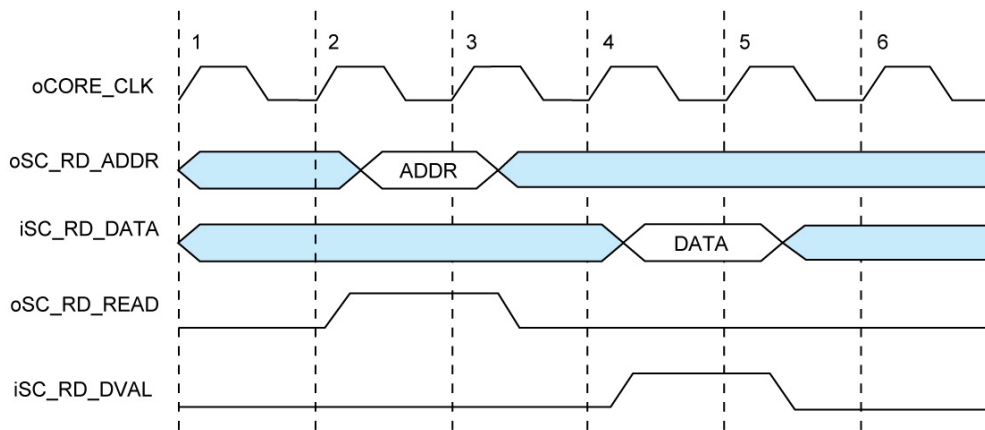 1 2 3 4 5 6
oCORE_CLK
oSC_RD_ADDR
ADDR
iSC_RD_DATA
DATA
oSC_RD_READ
iSC_RD_DVAL